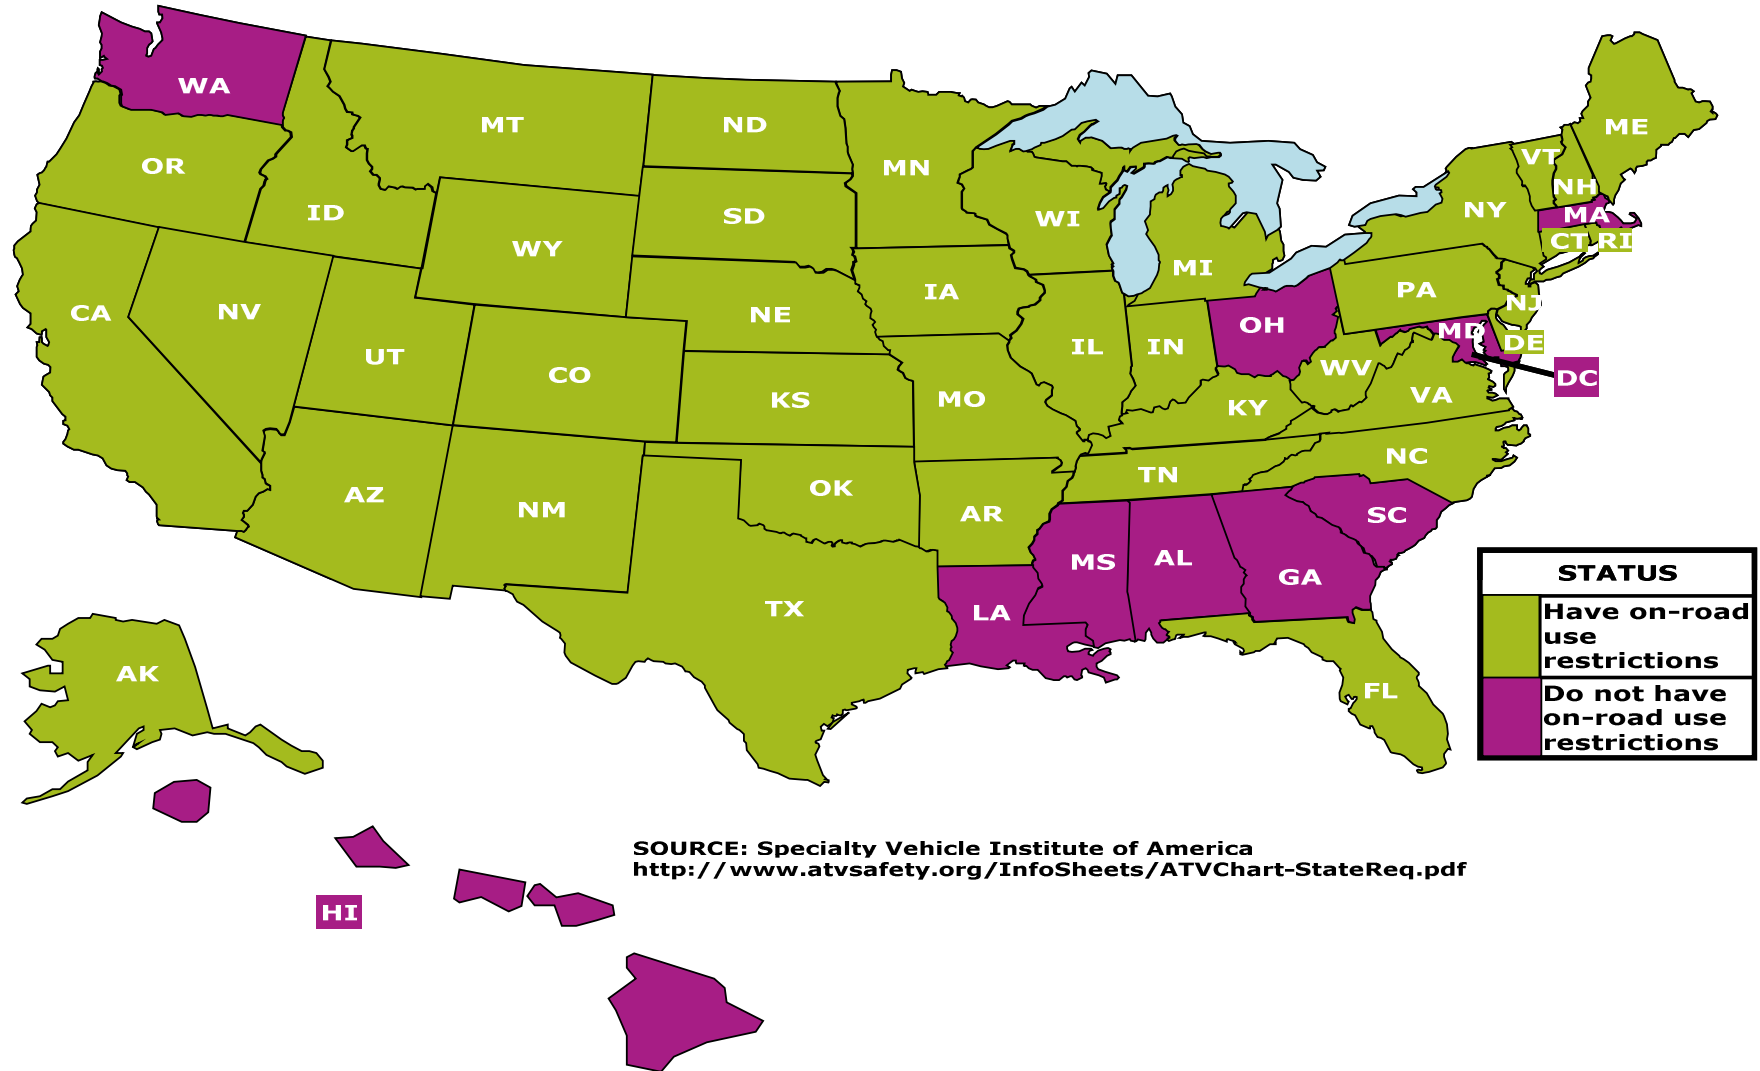 WA
MT
ND
MN
OR
ID
SD
WI
WY
MI
ME
VT
NH
NY
MA
CT
RI
CA
NV
NE
IA
PA
NJ
OH
MD
DE
UT
CO
IL
IN
WV
DC
KS
MO
KY
VA
AZ
NM
OK
AR
TN
NC
SC
MS
AL
GA
TX
LA
FL
AK
STATUS
Have on-road
use
restrictions
Do not have
on-road use
restrictions
SOURCE: Specialty Vehicle Institute of America
http://www.atvsafety.org/InfoSheets/ATVChart-StateReq.pdf
HI